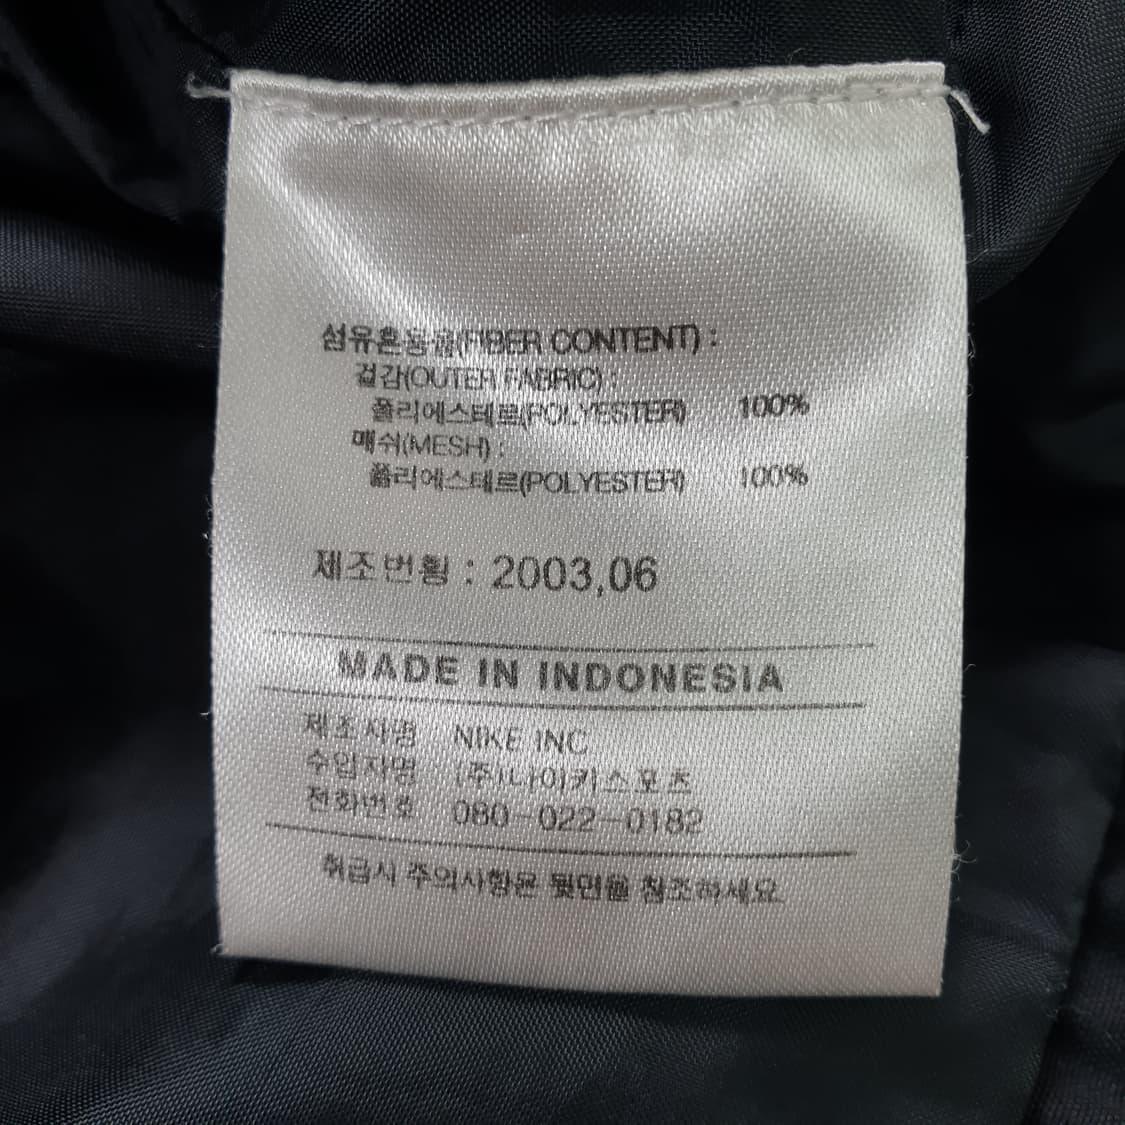 섬유혼용율(FIBER CONTENT) :
겉감(OUTER FABRIC) :
폴리에스테르(POLYESTER) 100%
매쉬(MESH) :
폴리에스테르(POLYESTER) 100%
제조번횡 : 2003,06
MADE IN INDONESIA
제조자명 NIKE INC
수입자명 (주)나이키스포츠
전화번호 080-022-0182
취급시 주의사항은 뒷면을 참조하세요